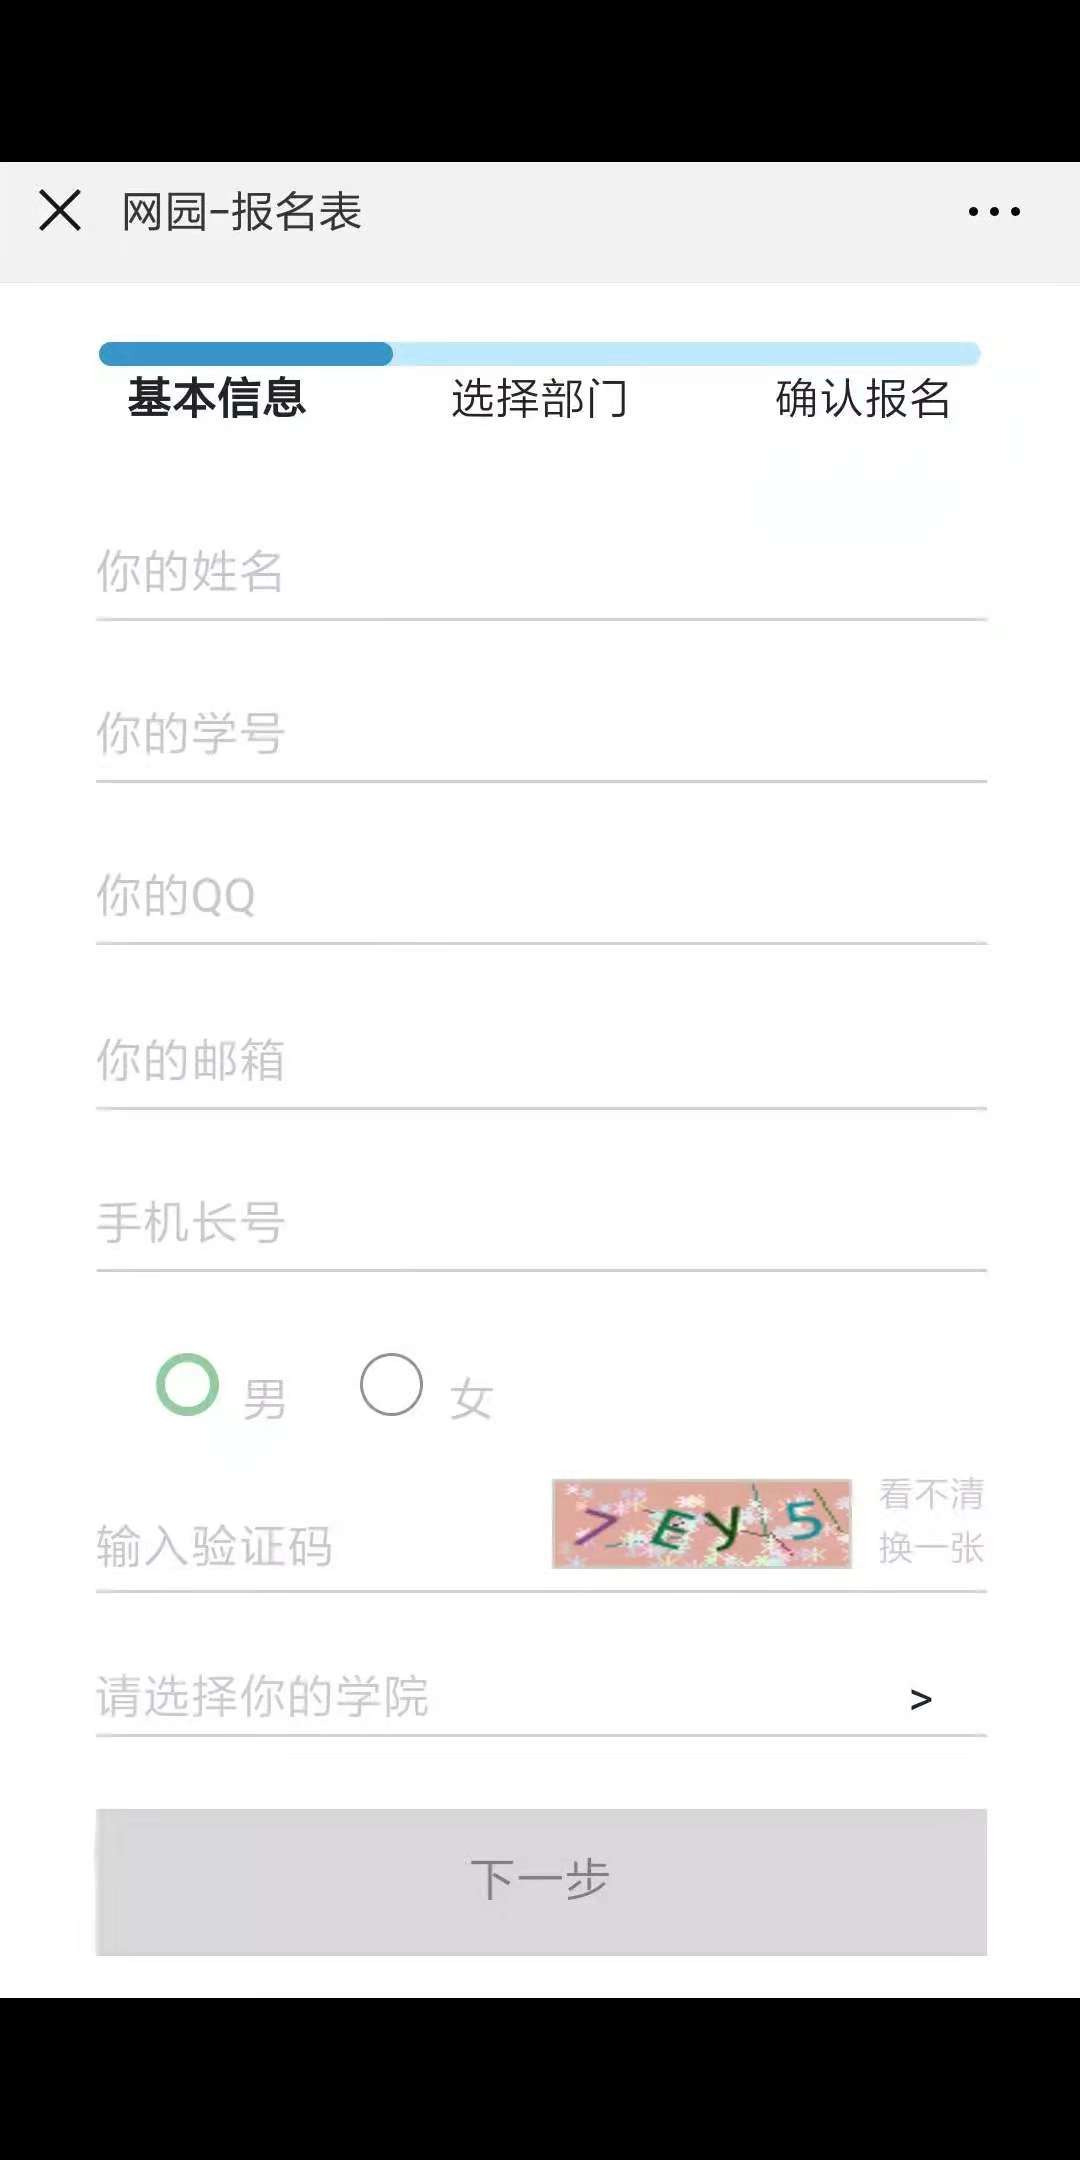 网园-报名表
基本信息 选择部门 确认报名
你的姓名
你的学号
你的QQ
你的邮箱
手机长号
男 女
输入验证码
看不清
换一张
请选择你的学院 >
下一步